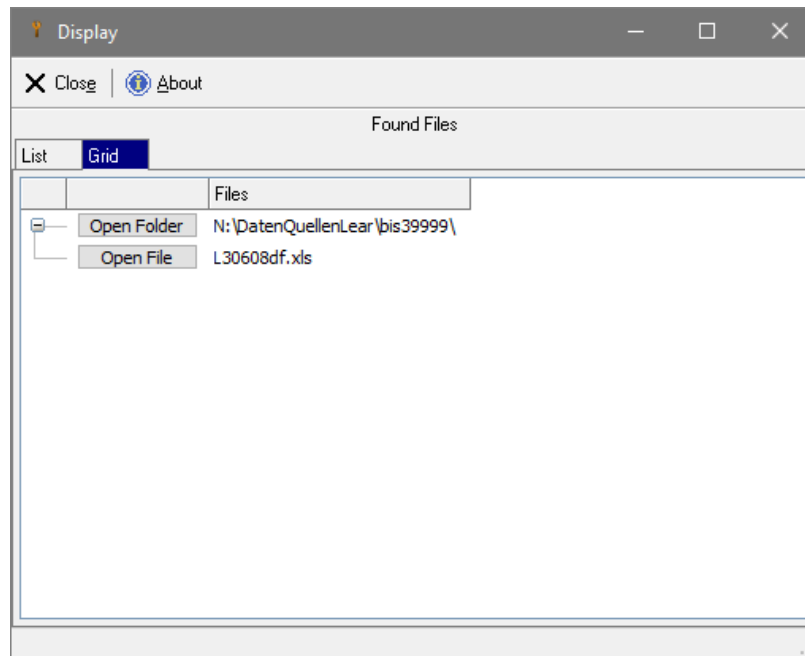 Display
Close About
Found Files
List Grid
Files
Open Folder N:\DatenQuellenLear\bis39999\
Open File L30608df.xls